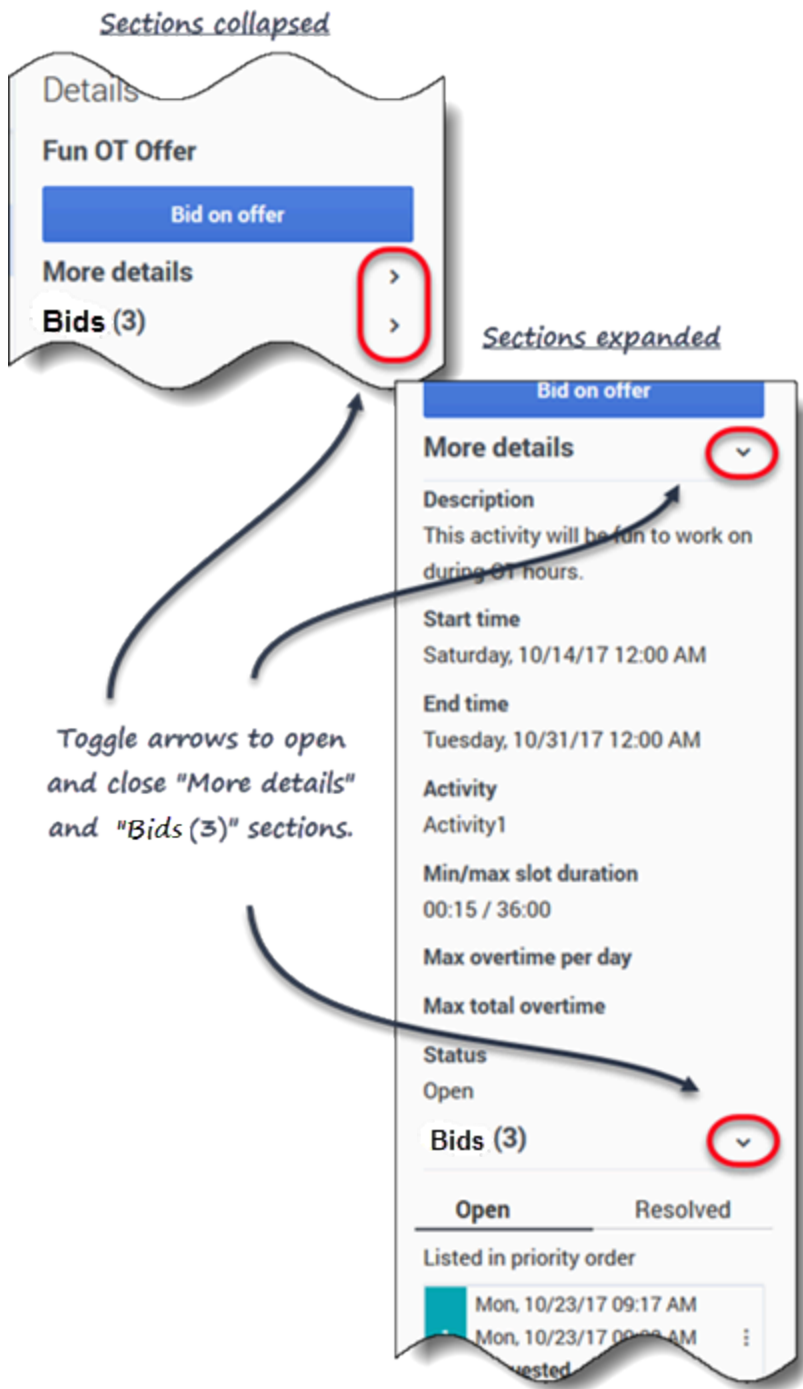 Sections collapsed
Details
Fun OT Offer
Bid on offer
More details
Bids (3)
Sections expanded
Bid on offer
More details
Description
This activity will be fun to work on
during OT hours.
Start time
Saturday, 10/14/17 12:00 AM
End time
Tuesday, 10/31/17 12:00 AM
Toggle arrows to open
and close "More details"
and "Bids (3)" sections.
Activity
Activity1
Min/max slot duration
00:15 / 36:00
Max overtime per day
Max total overtime
Status
Open
Bids (3)
Open Resolved
Listed in priority order
Mon, 10/23/17 09:17 AM
Mon, 10/23/17 AM